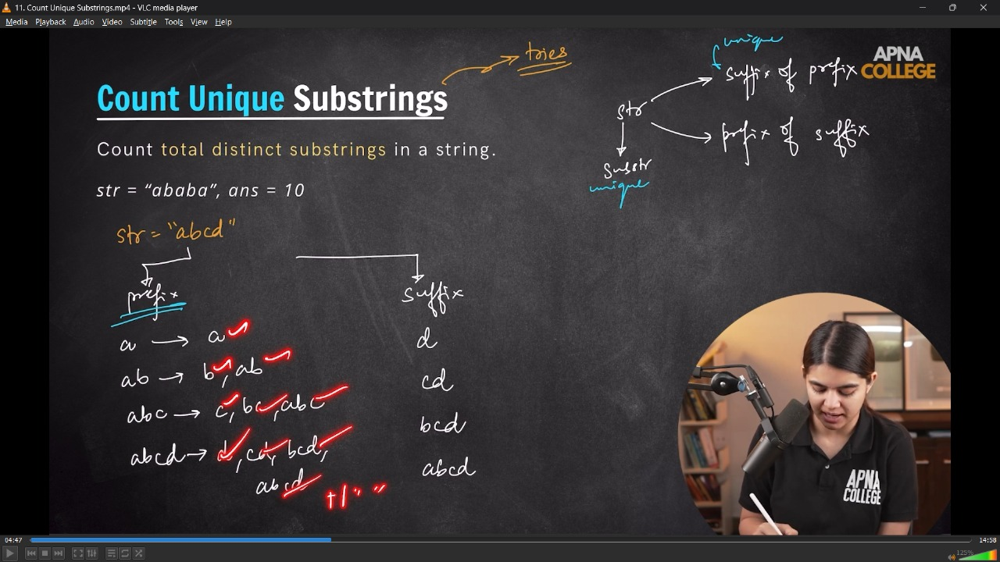 11. Count Unique Substrings.mp4 - VLC media player
Media Playback Audio Video Subtitle Tools View Help
tries
unique
APNA
COLLEGE
suffix of prefix
Count Unique Substrings
str
prefix of suffix
Count total distinct substrings in a string.
substr
unique
str = “ababa”, ans = 10
str = "abcd"
prefix
suffix
a → a
d
ab → b, ab
cd
abc → c, bc, abc
bcd
abcd → d, cd, bcd,
abcd
abcd
+1 " "
APNA
COLLEGE
04:47
14:58
125%